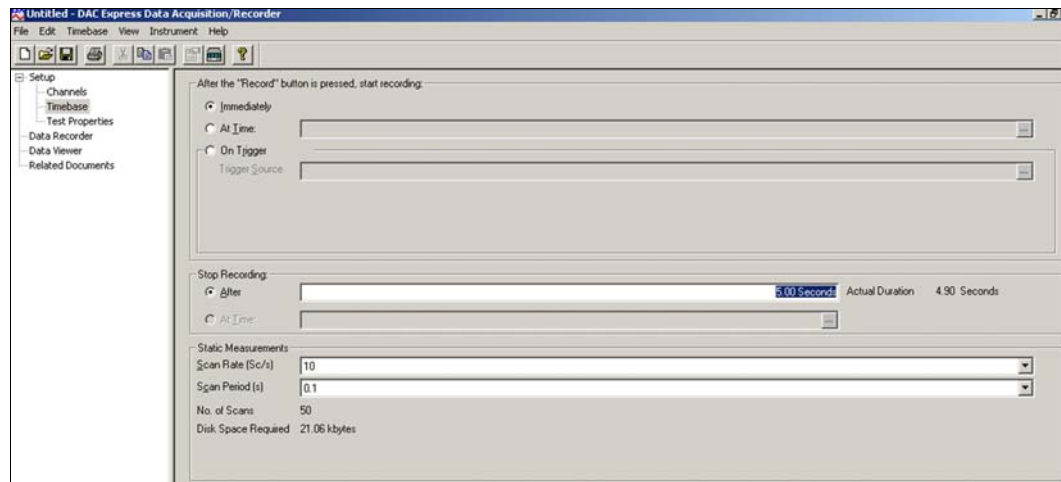 Untitled - DAC Express Data Acquisition/Recorder
File Edit Timebase View Instrument Help
Setup
Channels
Timebase
Test Properties
Data Recorder
Data Viewer
Related Documents
After the "Record" button is pressed, start recording:
Immediately
At Time:
...
On Trigger
Trigger Source
...
Stop Recording:
After 5.00 Seconds Actual Duration 4.90 Seconds
At Time:
...
Static Measurements
Scan Rate (Sc/s) 10
Scan Period (s) 0.1
No. of Scans 50
Disk Space Required 21.06 kbytes